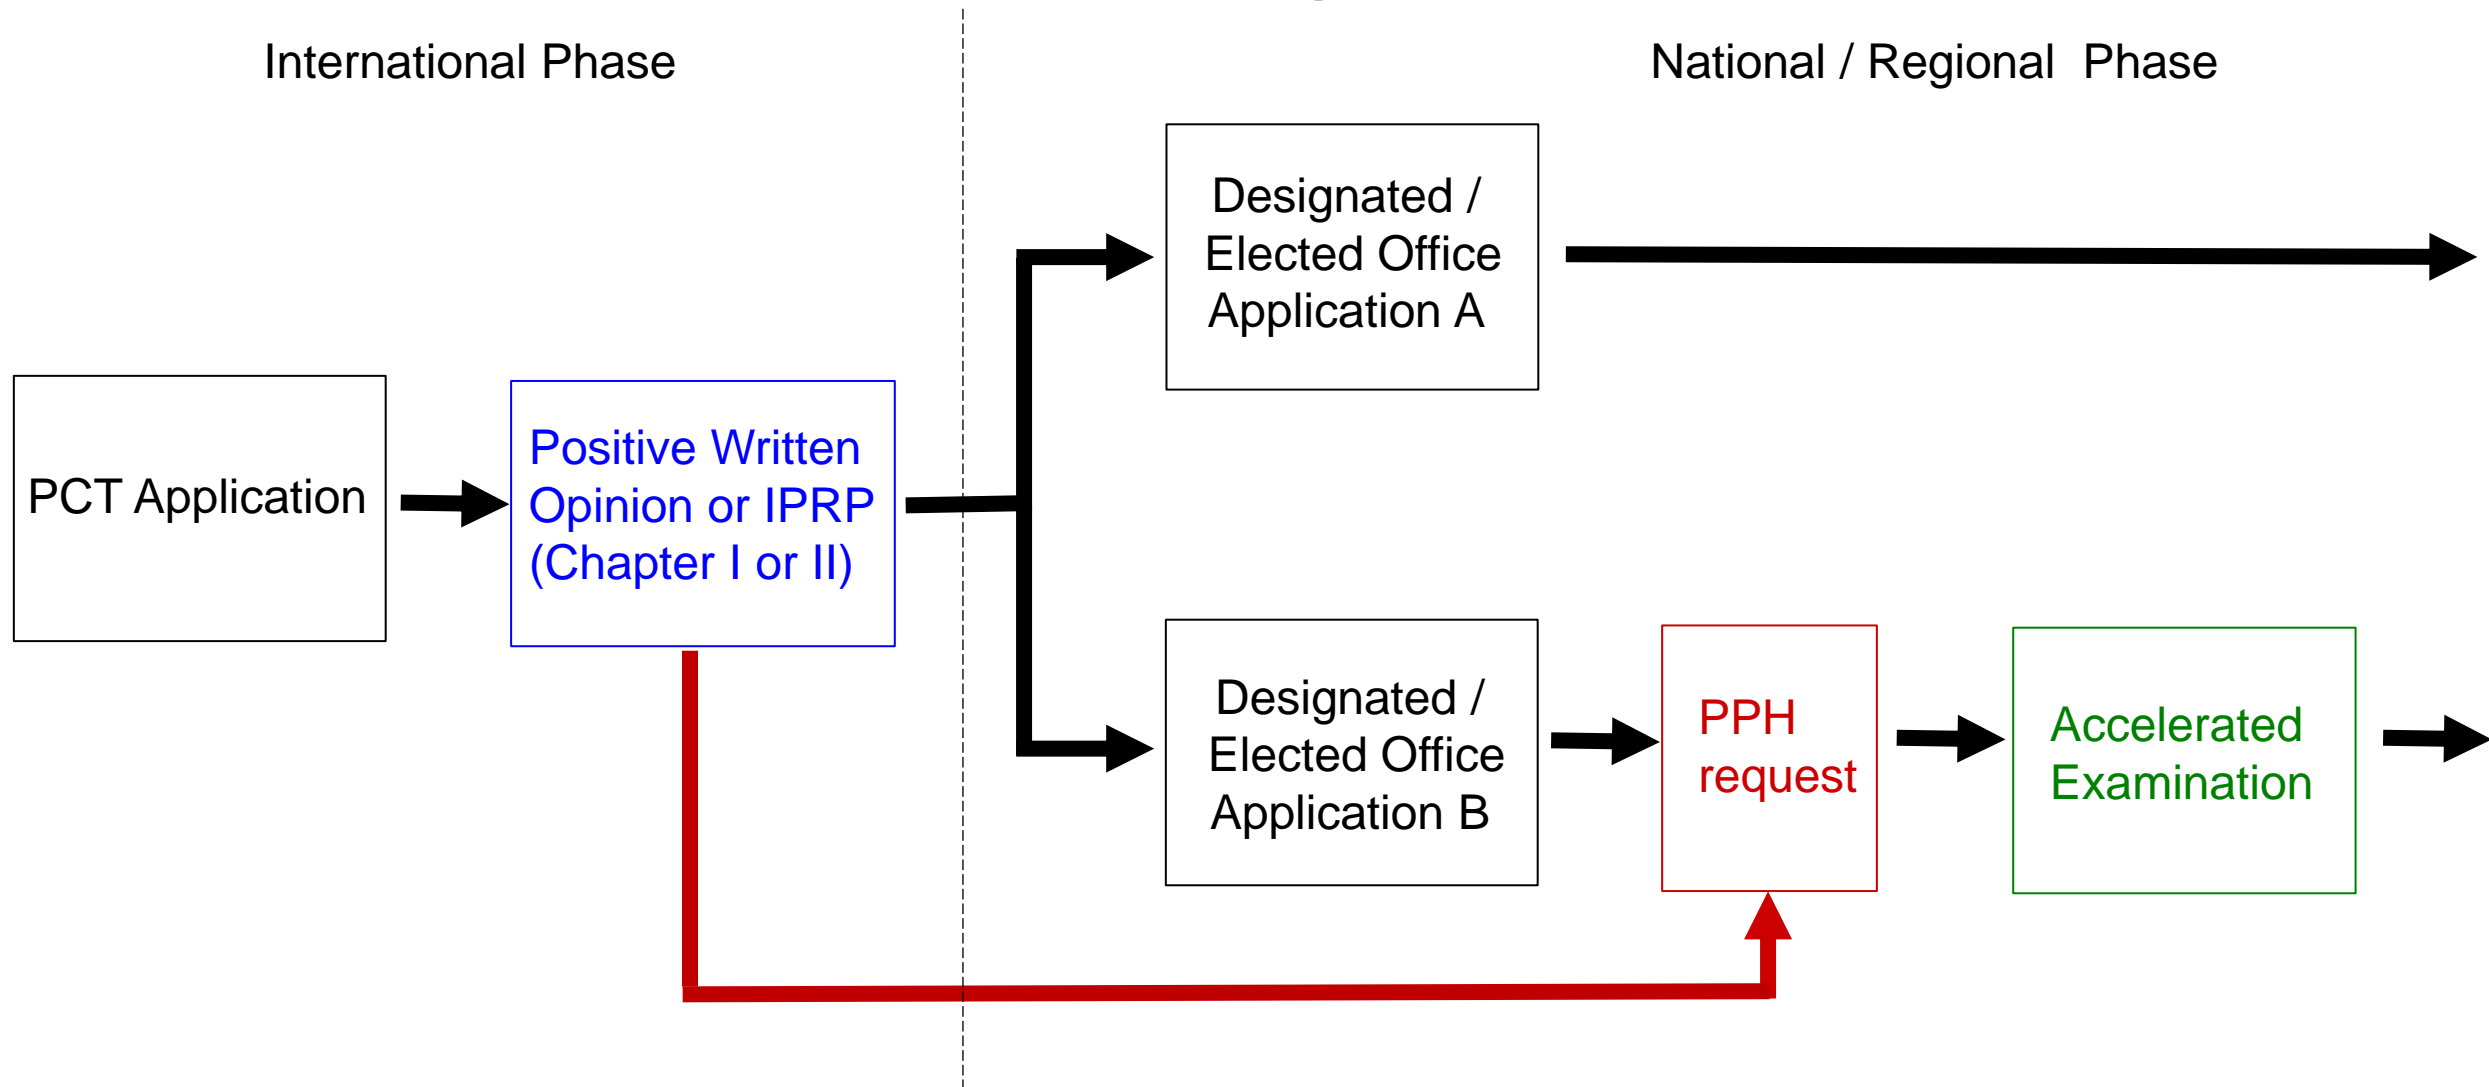 International Phase
National / Regional Phase
Designated /
Elected Office
Application A
PCT Application
Positive Written
Opinion or IPRP
(Chapter I or II)
Designated /
Elected Office
Application B
PPH
request
Accelerated
Examination